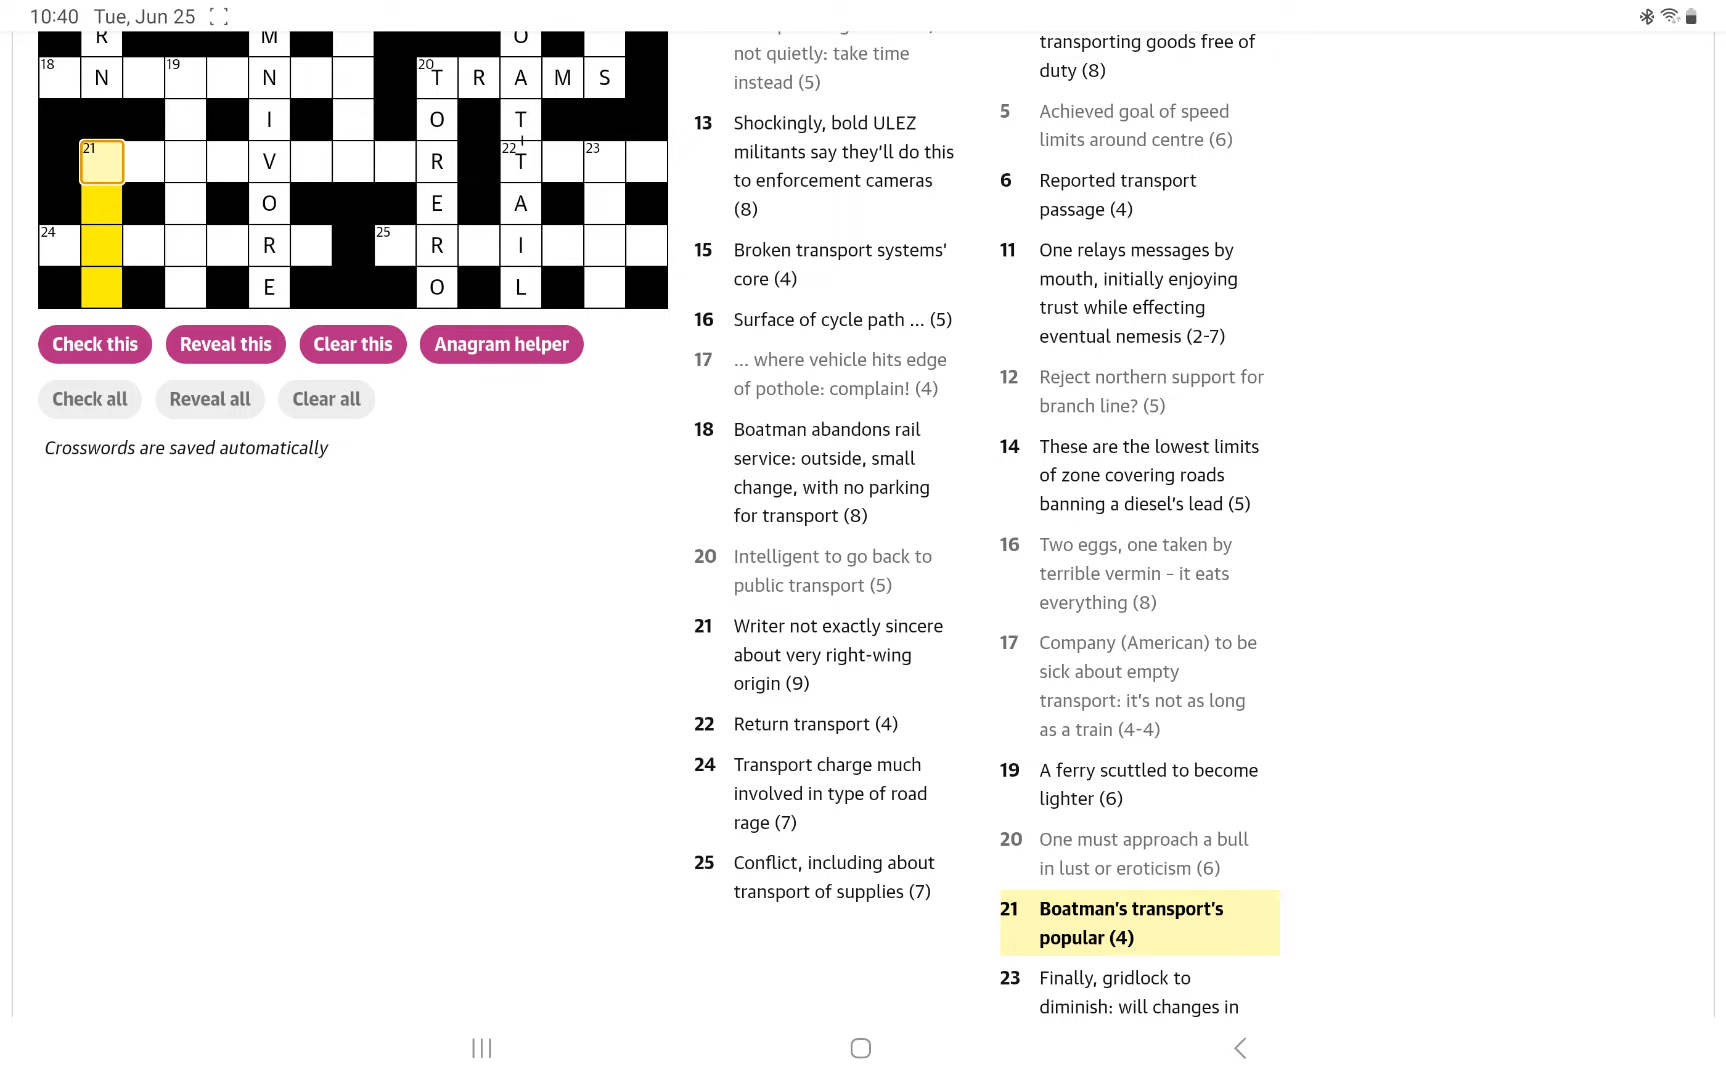 10:40 Tue, Jun 25
R M O
18 N 19 N 20 T R A M S
I O T
21 V R 22 T 23
O E A
24 R 25 R I
E O L
Check this Reveal this Clear this Anagram helper
Check all Reveal all Clear all
Crosswords are saved automatically
not quietly: take time
instead (5)
13 Shockingly, bold ULEZ
militants say they'll do this
to enforcement cameras
(8)
15 Broken transport systems'
core (4)
16 Surface of cycle path ... (5)
17 ... where vehicle hits edge
of pothole: complain! (4)
18 Boatman abandons rail
service: outside, small
change, with no parking
for transport (8)
20 Intelligent to go back to
public transport (5)
21 Writer not exactly sincere
about very right-wing
origin (9)
22 Return transport (4)
24 Transport charge much
involved in type of road
rage (7)
25 Conflict, including about
transport of supplies (7)
transporting goods free of
duty (8)
5 Achieved goal of speed
limits around centre (6)
6 Reported transport
passage (4)
11 One relays messages by
mouth, initially enjoying
trust while effecting
eventual nemesis (2-7)
12 Reject northern support for
branch line? (5)
14 These are the lowest limits
of zone covering roads
banning a diesel's lead (5)
16 Two eggs, one taken by
terrible vermin – it eats
everything (8)
17 Company (American) to be
sick about empty
transport: it's not as long
as a train (4-4)
19 A ferry scuttled to become
lighter (6)
20 One must approach a bull
in lust or eroticism (6)
21 Boatman's transport's
popular (4)
23 Finally, gridlock to
diminish: will changes in